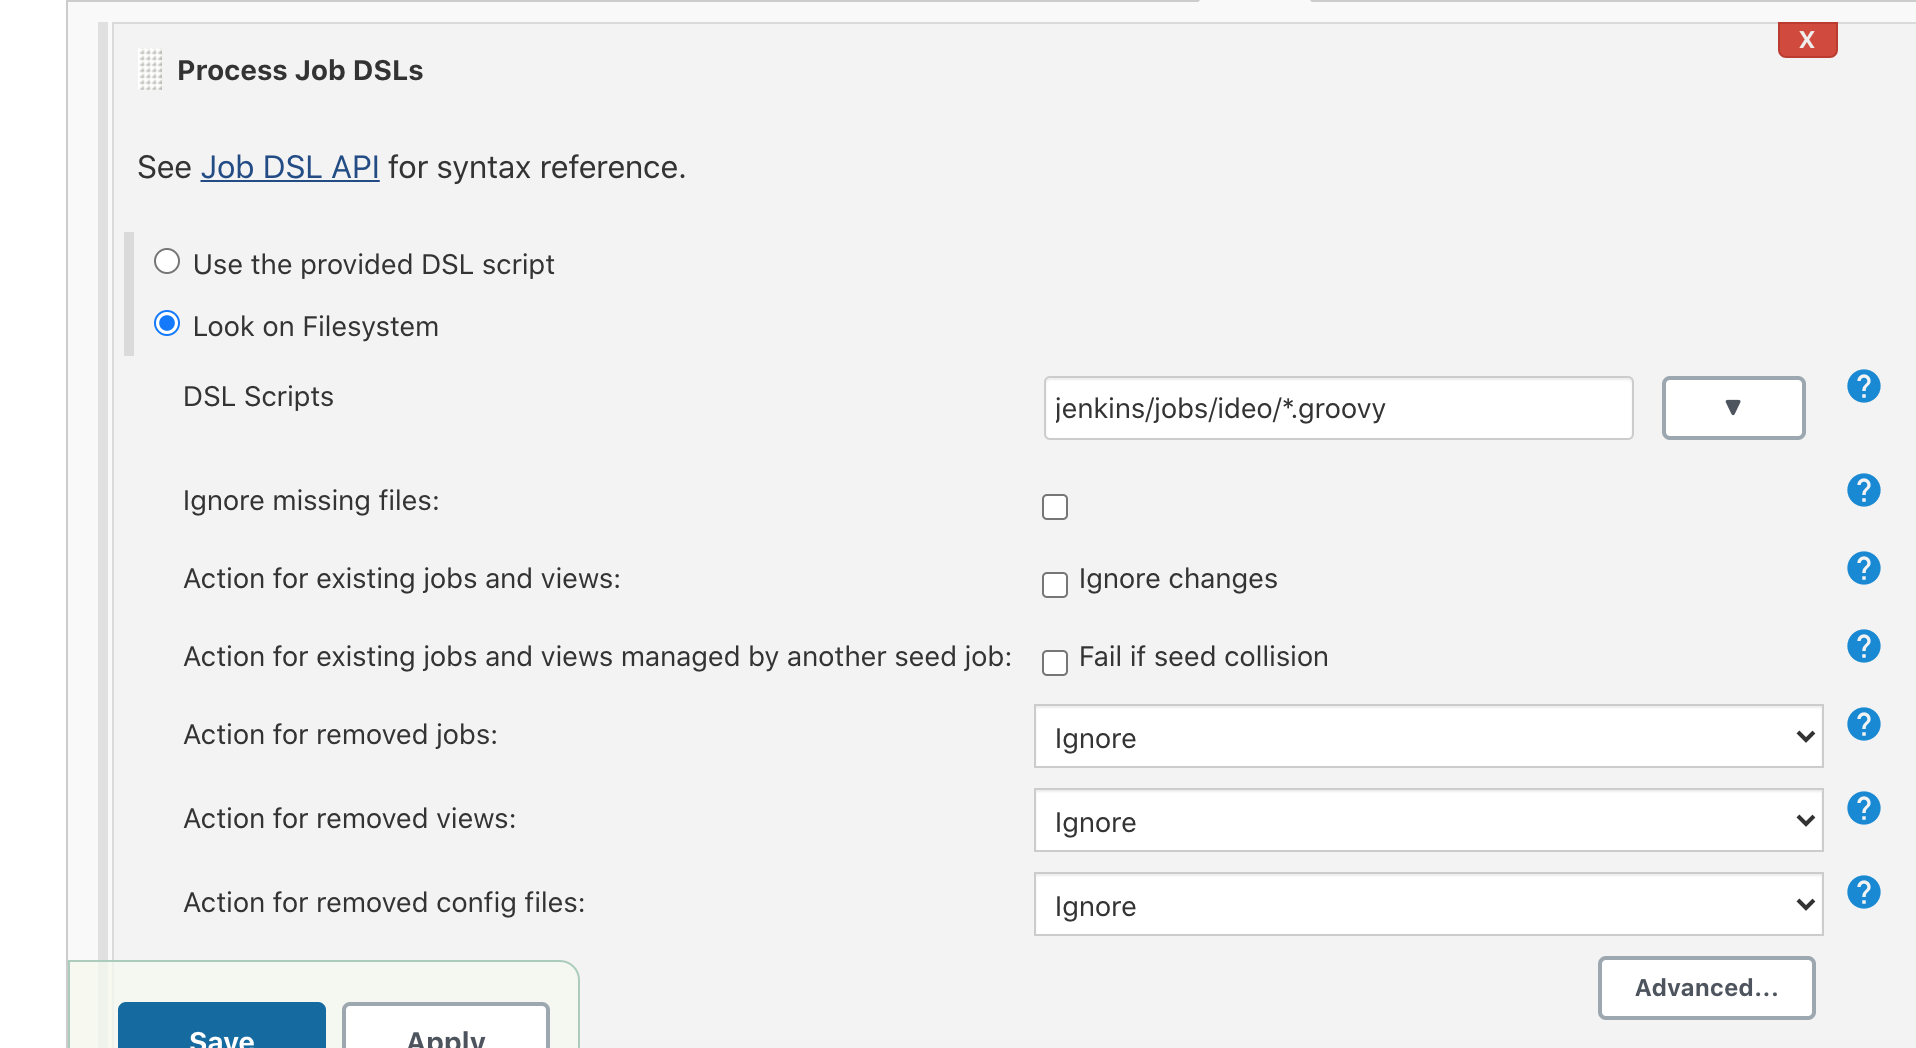 X
Process Job DSLs
See Job DSL API for syntax reference.
Use the provided DSL script
Look on Filesystem
DSL Scripts jenkins/jobs/ideo/*.groovy ▼ ?
Ignore missing files: ?
Action for existing jobs and views: Ignore changes ?
Action for existing jobs and views managed by another seed job: Fail if seed collision ?
Action for removed jobs: Ignore ?
Action for removed views: Ignore ?
Action for removed config files: Ignore ?
Advanced...
Save Apply